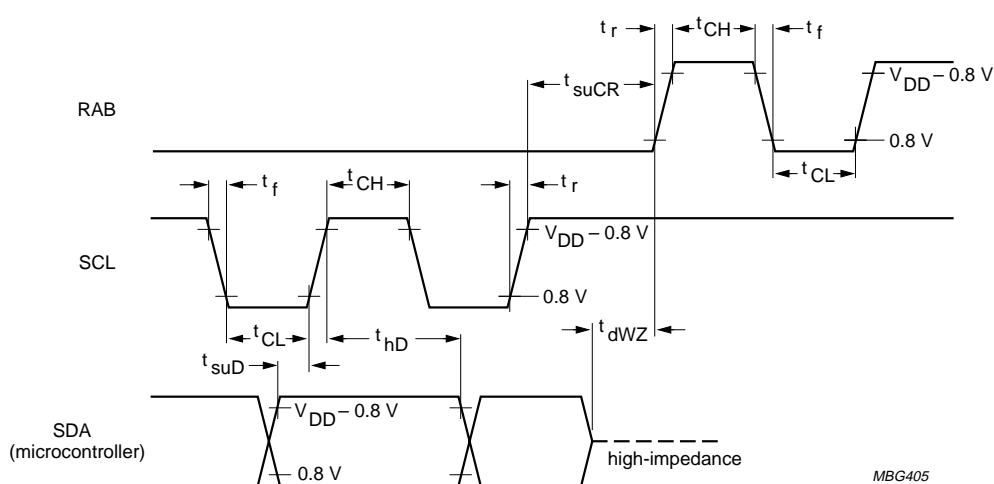 t r
t CH
t f
t suCR
V DD – 0.8 V
RAB
0.8 V
t CL
t f
t CH
t r
V DD – 0.8 V
SCL
0.8 V
t CL
t hD
t dWZ
t suD
V DD – 0.8 V
SDA
(microcontroller)
high-impedance
0.8 V
MBG405